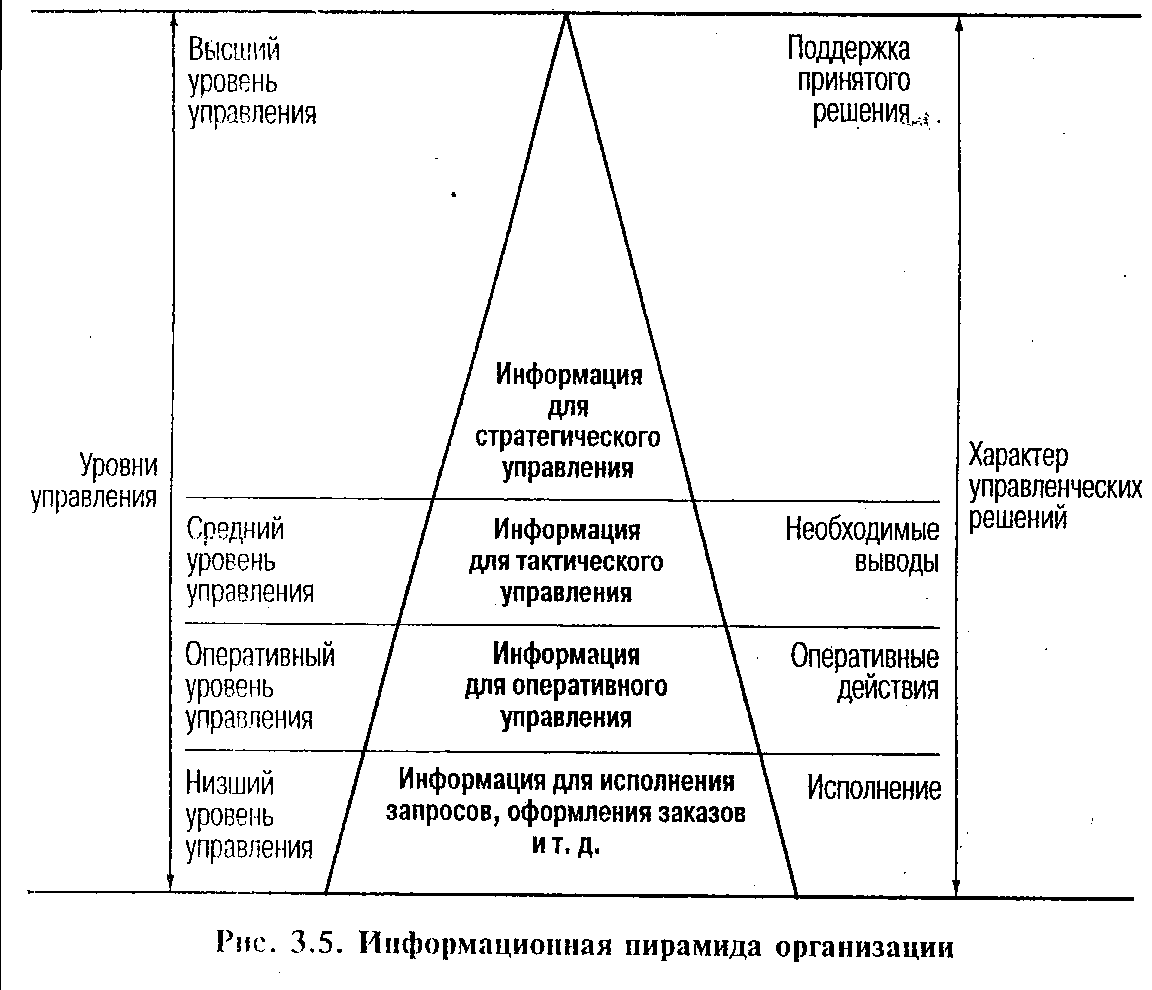 Высший
уровень
управления
Поддержка
принятого
решения
Информация
для
стратегического
управления
Уровни
управления
Характер
управленческих
решений
Средний
уровень
управления
Информация
для тактического
управления
Необходимые
выводы
Оперативный
уровень
управления
Информация
для оперативного
управления
Оперативные
действия
Низший
уровень
управления
Информация для исполнения
запросов, оформления заказов
и т. д.
Исполнение
Рис. 3.5. Информационная пирамида организации